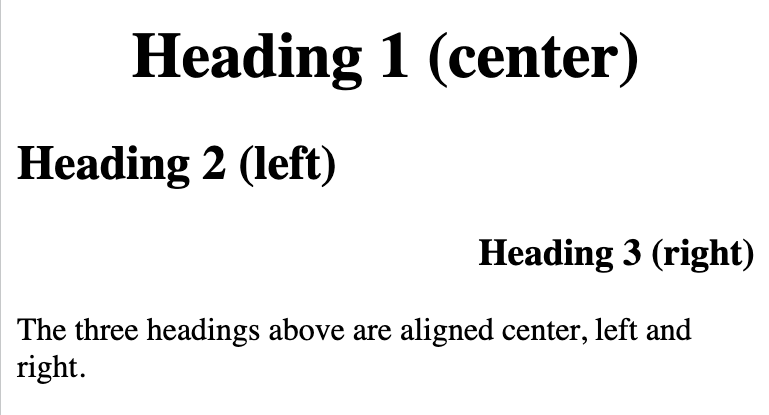 Heading 1 (center)
Heading 2 (left)
Heading 3 (right)
The three headings above are aligned center, left and
right.